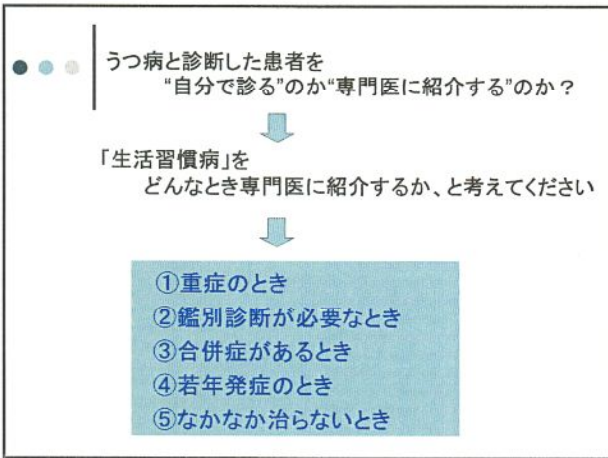 うつ病と診断した患者を
“自分で診る”のか“専門医に紹介する”のか？
「生活習慣病」を
どんなとき専門医に紹介するか、と考えてください
①重症のとき
②鑑別診断が必要なとき
③合併症があるとき
④若年発症のとき
⑤なかなか治らないとき